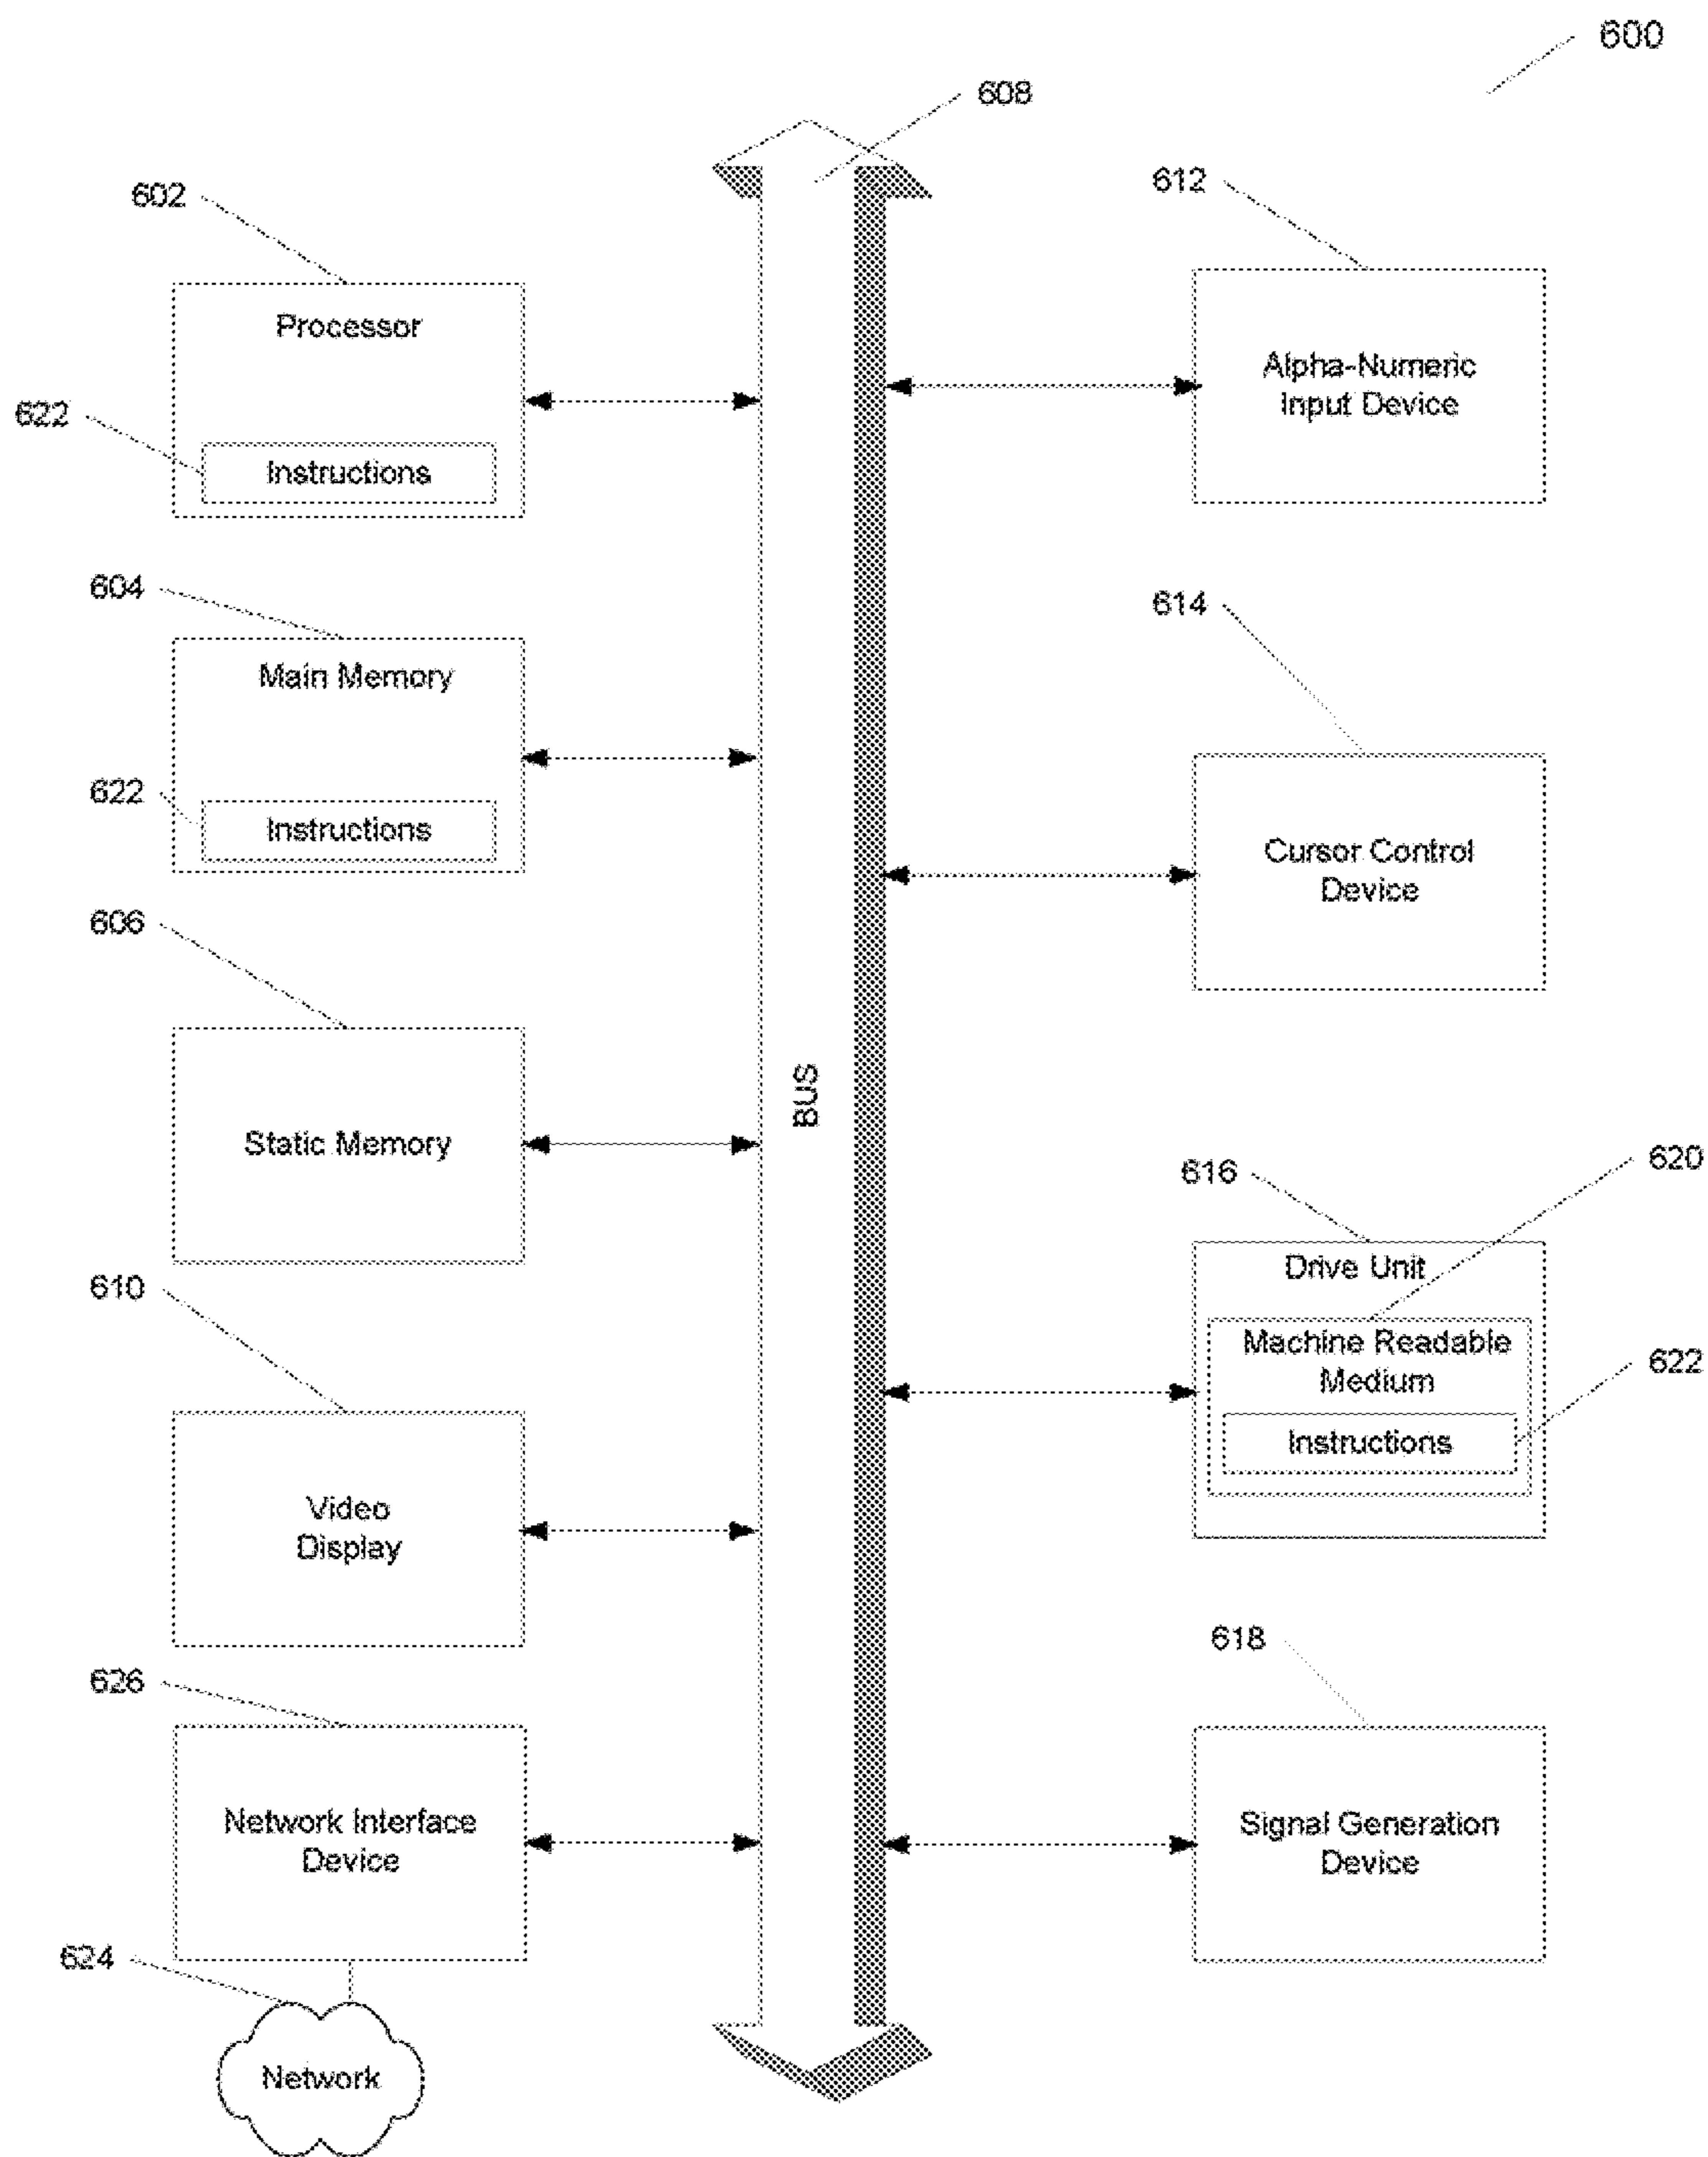 600
608
602
612
Processor
Alpha-Numeric
Input Device
622
Instructions
604
614
Main Memory
622
Instructions
Cursor Control
Device
606
BUS
Static Memory
616
620
610
Drive Unit
Machine Readable
Medium
622
Instructions
Video
Display
618
626
Network Interface
Device
Signal Generation
Device
624
Network